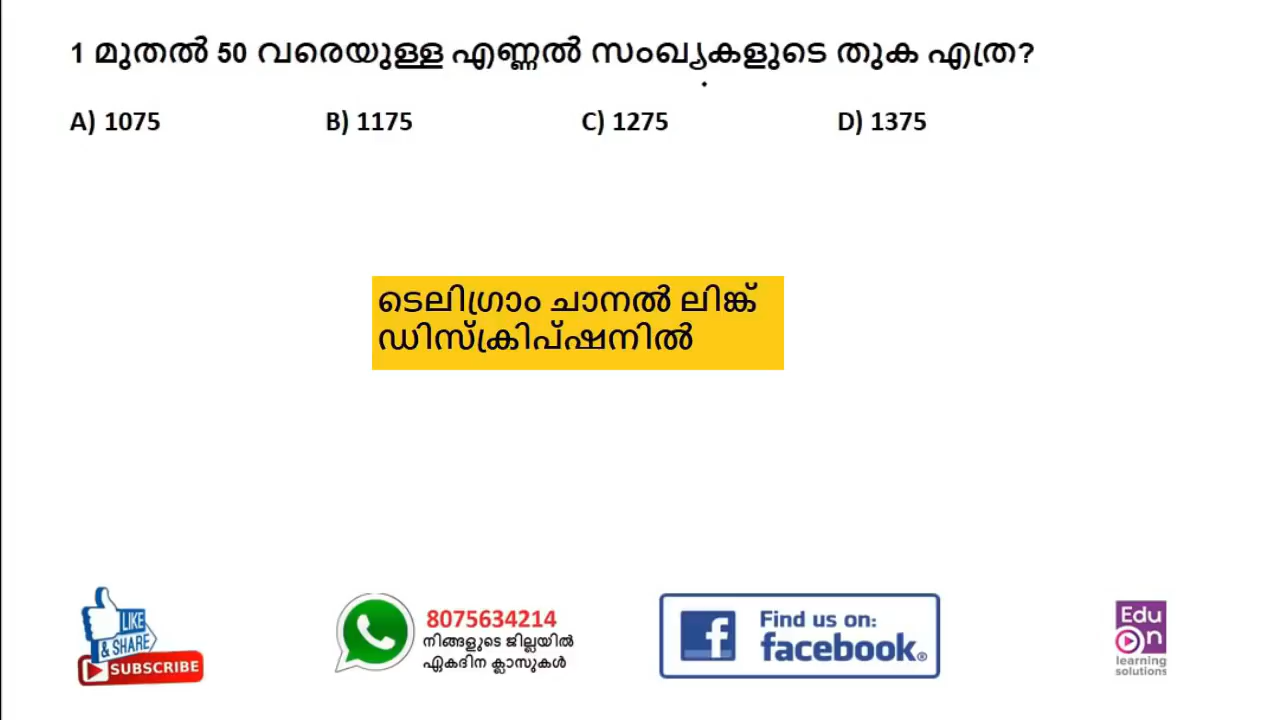 1 മുതൽ 50 വരെയുള്ള എണ്ണൽ സംഖ്യകളുടെ തുക എത്ര?
A) 1075 B) 1175 C) 1275 D) 1375
ടെലിഗ്രാം ചാനൽ ലിങ്ക്
ഡിസ്ക്രിപ്ഷനിൽ
LIKE
& SHARE
SUBSCRIBE
8075634214
നിങ്ങളുടെ ജില്ലയിൽ
ഏകദിന ക്ലാസുകൾ
Find us on:
facebook®
Edu
On
learning
solutions